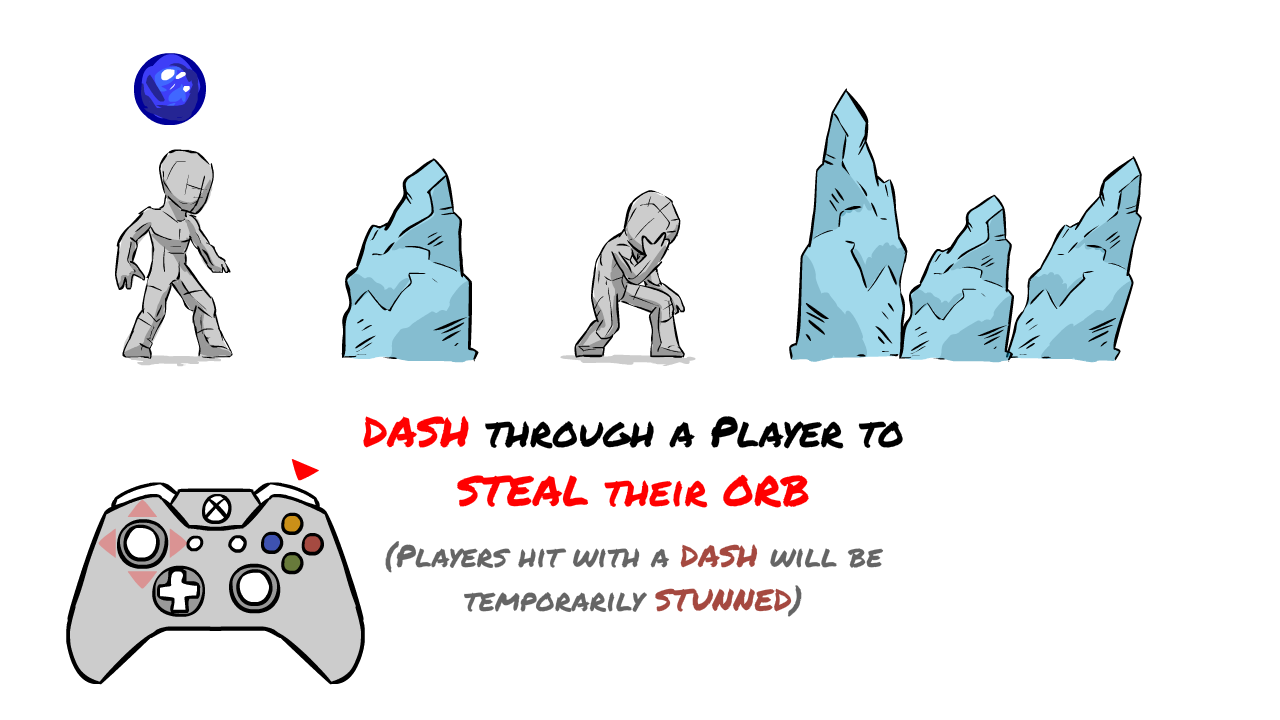 DASH through a Player to
STEAL their ORB
(Players hit with a DASH will be
temporarily STUNNED)